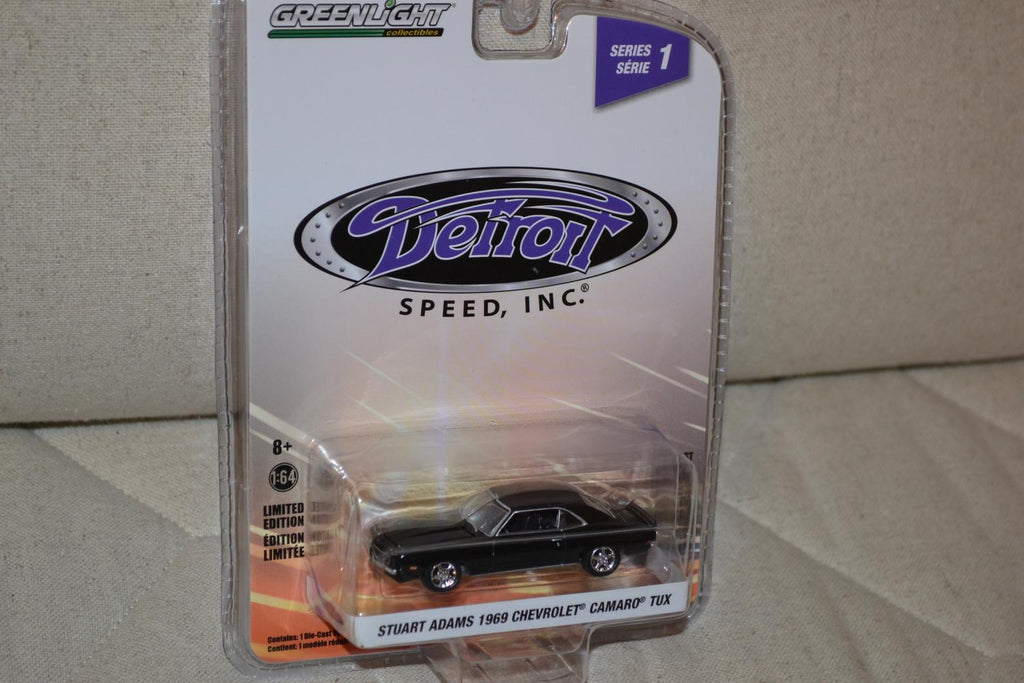 GREENLIGHT
collectibles
SERIES
SÉRIE 1
Detroit
SPEED, INC.®
8+
1:64
LIMITED
EDITION
ÉDITION
LIMITÉE
STUART ADAMS 1969 CHEVROLET® CAMARO® TUX
Contains: 1 Die-Cast
Contient: 1 modèle